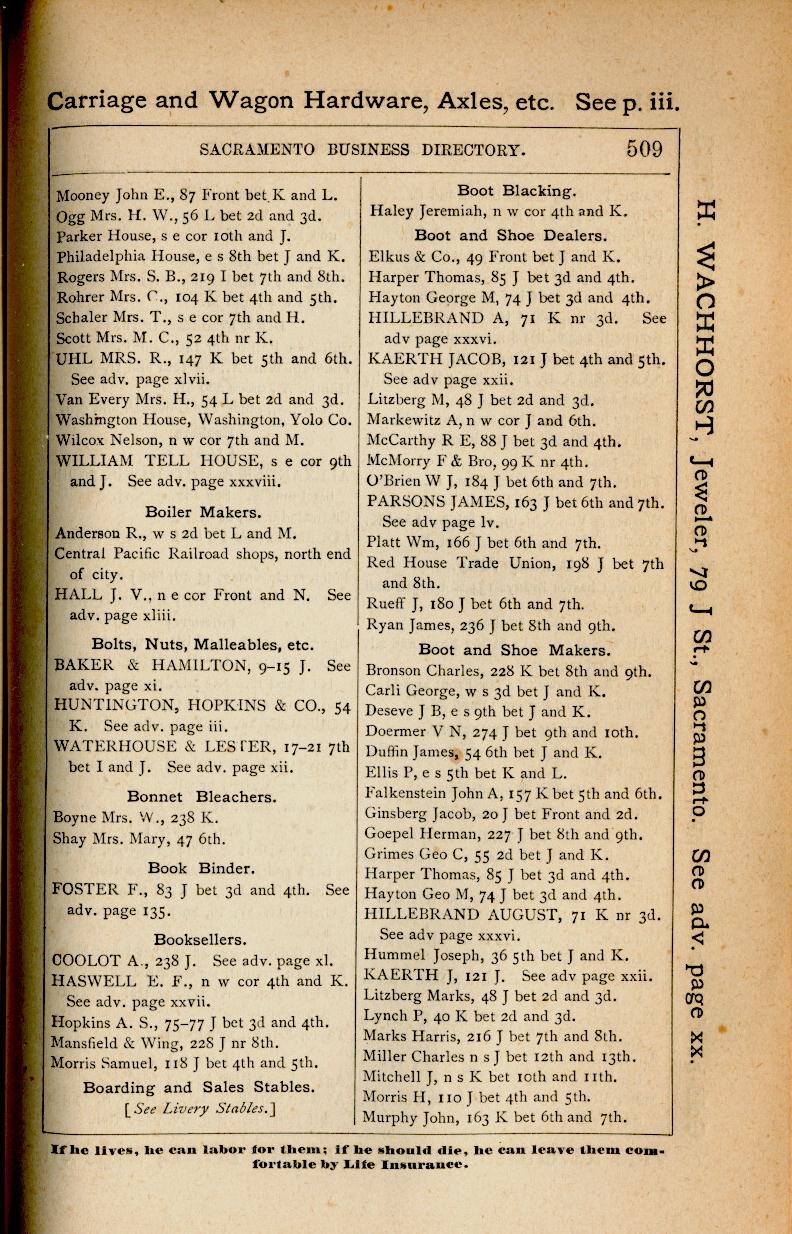 Carriage and Wagon Hardware, Axles, etc. See p. iii.
SACRAMENTO BUSINESS DIRECTORY. 509
Mooney John E., 87 Front bet K and L.
Ogg Mrs. H. W., 56 L bet 2d and 3d.
Parker House, s e cor 10th and J.
Philadelphia House, e s 8th bet J and K.
Rogers Mrs. S. B., 219 I bet 7th and 8th.
Rohrer Mrs. C., 104 K bet 4th and 5th.
Schaler Mrs. T., s e cor 7th and H.
Scott Mrs. M. C., 52 4th nr K.
UHL MRS. R., 147 K bet 5th and 6th.
See adv. page xlvii.
Van Every Mrs. H., 54 L bet 2d and 3d.
Washington House, Washington, Yolo Co.
Wilcox Nelson, n w cor 7th and M.
WILLIAM TELL HOUSE, s e cor 9th
and J. See adv. page xxxviii.
Boiler Makers.
Anderson R., w s 2d bet L and M.
Central Pacific Railroad shops, north end
of city.
HALL J. V., n e cor Front and N. See
adv. page xliii.
Bolts, Nuts, Malleables, etc.
BAKER & HAMILTON, 9-15 J. See
adv. page xi.
HUNTINGTON, HOPKINS & CO., 54
K. See adv. page iii.
WATERHOUSE & LESTER, 17-21 7th
bet I and J. See adv. page xii.
Bonnet Bleachers.
Boyne Mrs. W., 238 K.
Shay Mrs. Mary, 47 6th.
Book Binder.
FOSTER F., 83 J bet 3d and 4th. See
adv. page 135.
Booksellers.
COOLOT A., 238 J. See adv. page xl.
HASWELL E. F., n w cor 4th and K.
See adv. page xxvii.
Hopkins A. S., 75-77 J bet 3d and 4th.
Mansfield & Wing, 228 J nr 8th.
Morris Samuel, 118 J bet 4th and 5th.
Boarding and Sales Stables.
[See Livery Stables.]
Boot Blacking.
Haley Jeremiah, n w cor 4th and K.
Boot and Shoe Dealers.
Elkus & Co., 49 Front bet J and K.
Harper Thomas, 85 J bet 3d and 4th.
Hayton George M, 74 J bet 3d and 4th.
HILLEBRAND A, 71 K nr 3d. See
adv page xxxvi.
KAERTH JACOB, 121 J bet 4th and 5th.
See adv page xxii.
Litzberg M, 48 J bet 2d and 3d.
Markewitz A, n w cor J and 6th.
McCarthy R E, 88 J bet 3d and 4th.
McMorry F & Bro, 99 K nr 4th.
O'Brien W J, 184 J bet 6th and 7th.
PARSONS JAMES, 163 J bet 6th and 7th.
See adv page lv.
Platt Wm, 166 J bet 6th and 7th.
Red House Trade Union, 198 J bet 7th
and 8th.
Rueff J, 180 J bet 6th and 7th.
Ryan James, 236 J bet 8th and 9th.
Boot and Shoe Makers.
Bronson Charles, 228 K bet 8th and 9th.
Carli George, w s 3d bet J and K.
Deseve J B, e s 9th bet J and K.
Doermer V N, 274 J bet 9th and 10th.
Duffin James, 54 6th bet J and K.
Ellis P, e s 5th bet K and L.
Falkenstein John A, 157 K bet 5th and 6th.
Ginsberg Jacob, 20 J bet Front and 2d.
Goepel Herman, 227 J bet 8th and 9th.
Grimes Geo C, 55 2d bet J and K.
Harper Thomas, 85 J bet 3d and 4th.
Hayton Geo M, 74 J bet 3d and 4th.
HILLEBRAND AUGUST, 71 K nr 3d.
See adv page xxxvi.
Hummel Joseph, 36 5th bet J and K.
KAERTH J, 121 J. See adv page xxii.
Litzberg Marks, 48 J bet 2d and 3d.
Lynch P, 40 K bet 2d and 3d.
Marks Harris, 216 J bet 7th and 8th.
Miller Charles n s J bet 12th and 13th.
Mitchell J, n s K bet 10th and 11th.
Morris H, 110 J bet 4th and 5th.
Murphy John, 163 K bet 6th and 7th.
H. WACHHORST, Jeweler, 79 J St., Sacramento. See adv. page xx.
If he lives, he can labor for them; if he should die, he can leave them com-
fortable by Life Insurance.